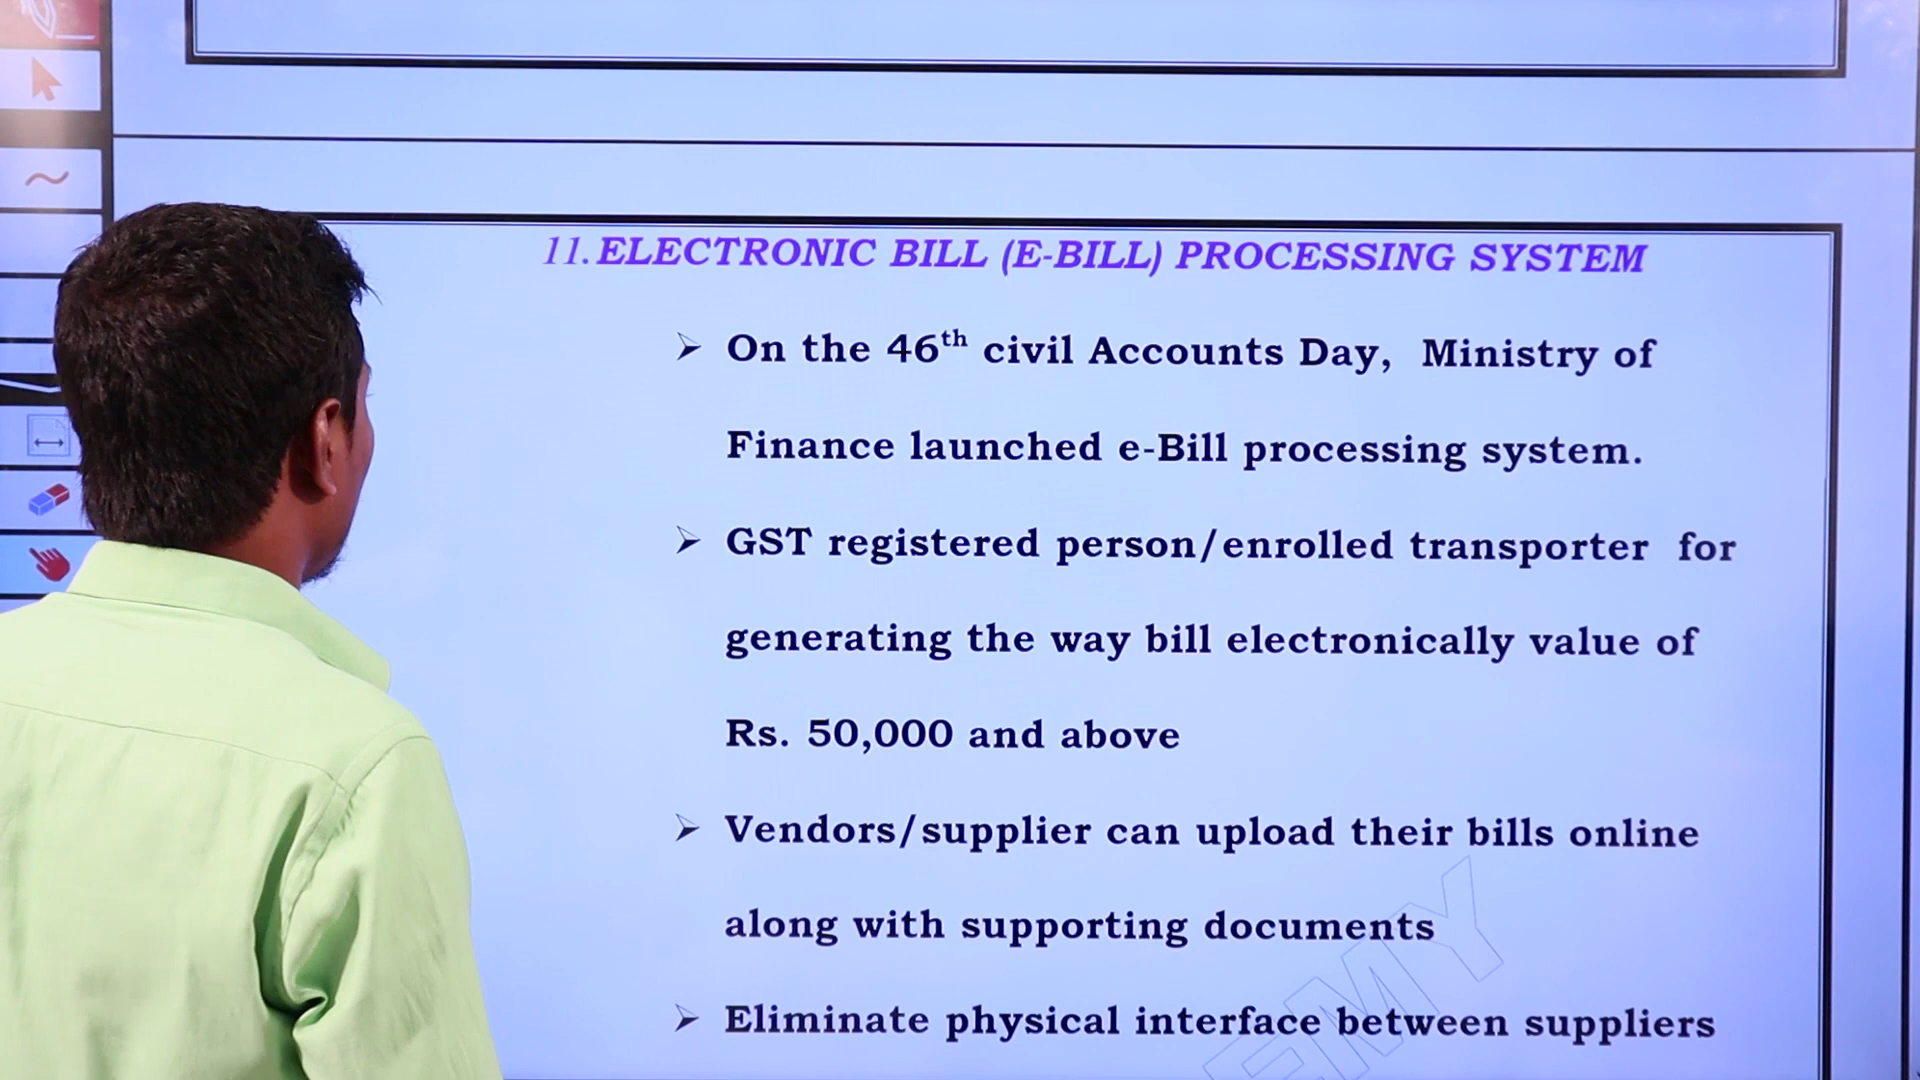 11. ELECTRONIC BILL (E-BILL) PROCESSING SYSTEM
➢ On the 46th civil Accounts Day, Ministry of
Finance launched e-Bill processing system.
➢ GST registered person/enrolled transporter for
generating the way bill electronically value of
Rs. 50,000 and above
➢ Vendors/supplier can upload their bills online
along with supporting documents
➢ Eliminate physical interface between suppliers
EMY